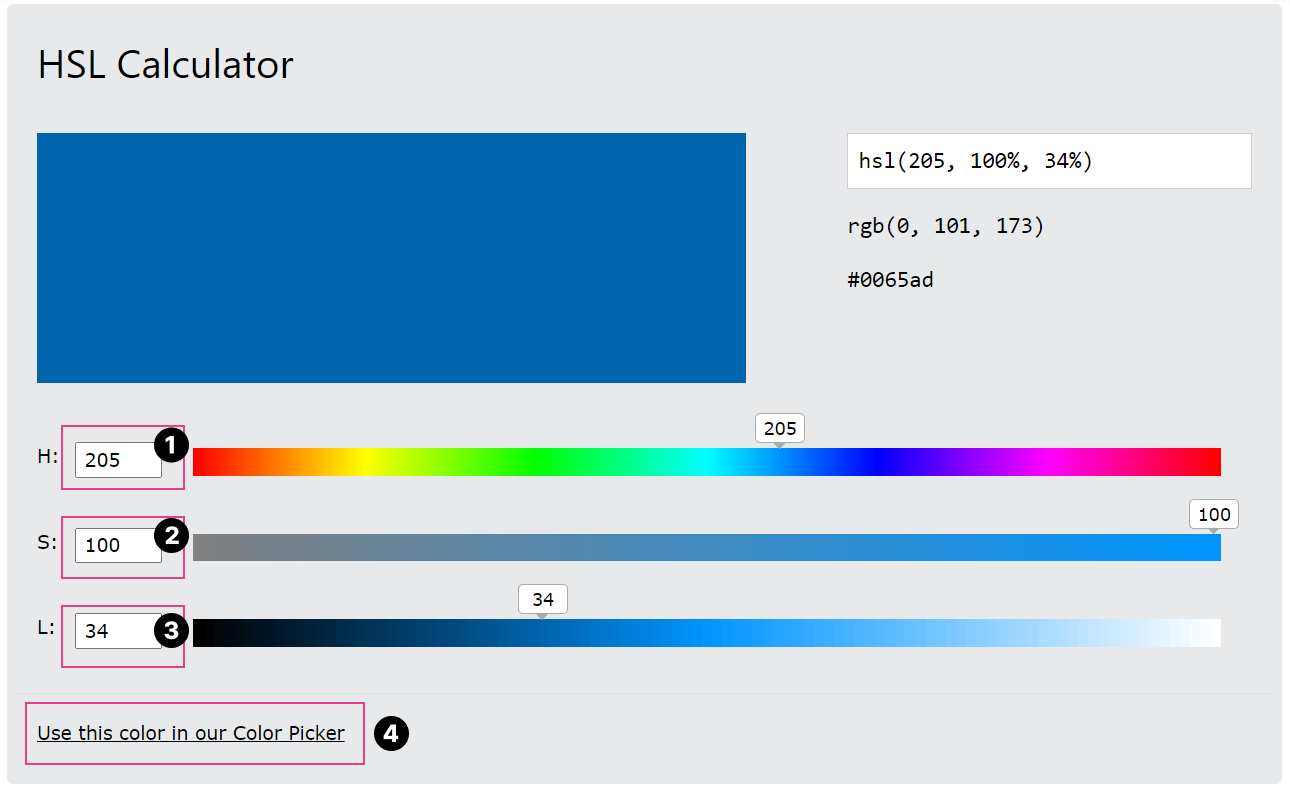 HSL Calculator
hsl(205, 100%, 34%)
rgb(0, 101, 173)
#0065ad
205
H: 205 1
100
S: 100 2
34
L: 34 3
Use this color in our Color Picker 4